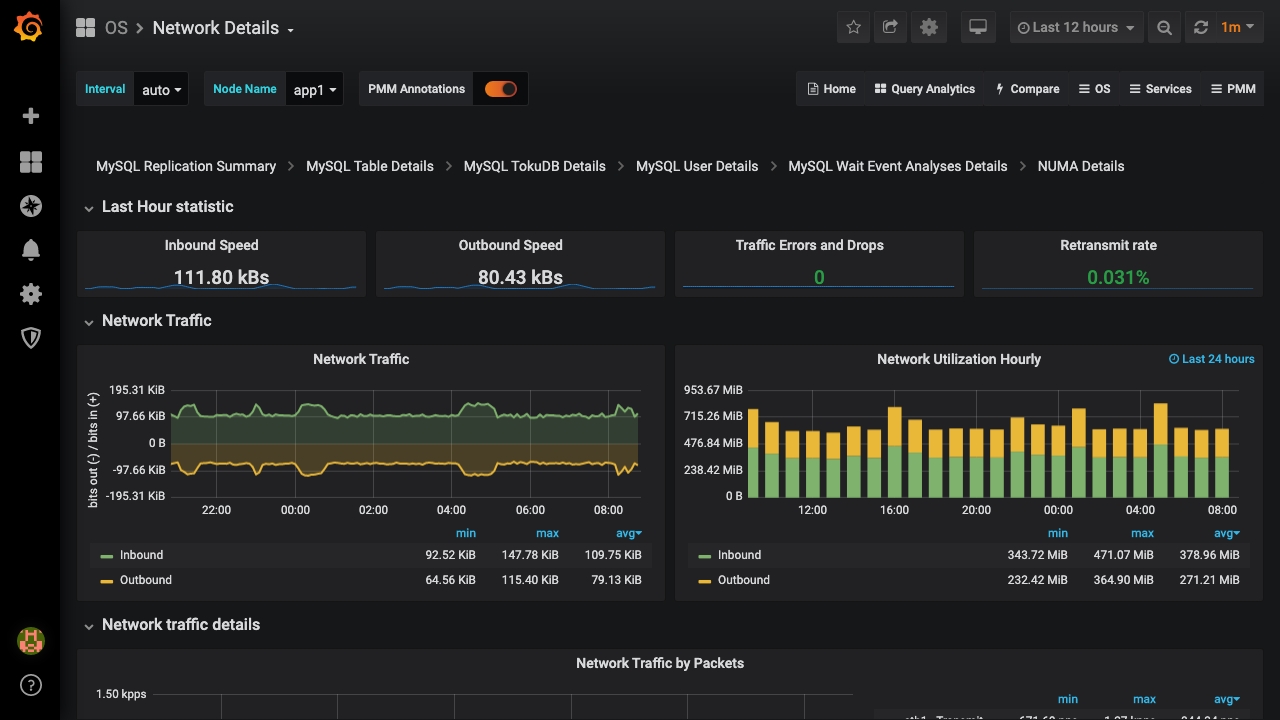 OS > Network Details
Last 12 hours
1m
Interval auto Node Name app1 PMM Annotations
Home Query Analytics Compare OS Services PMM
MySQL Replication Summary > MySQL Table Details > MySQL TokuDB Details > MySQL User Details > MySQL Wait Event Analyses Details > NUMA Details
Last Hour statistic
Inbound Speed
111.80 kBs
Outbound Speed
80.43 kBs
Traffic Errors and Drops
0
Retransmit rate
0.031%
Network Traffic
Network Traffic
bits out (-) / bits in (+)
195.31 KiB
97.66 KiB
0 B
-97.66 KiB
-195.31 KiB
22:00 00:00 02:00 04:00 06:00 08:00
min max avg
Inbound 92.52 KiB 147.78 KiB 109.75 KiB
Outbound 64.56 KiB 115.40 KiB 79.13 KiB
Network Utilization Hourly
Last 24 hours
953.67 MiB
715.26 MiB
476.84 MiB
238.42 MiB
0 B
12:00 16:00 20:00 00:00 04:00 08:00
min max avg
Inbound 343.72 MiB 471.07 MiB 378.96 MiB
Outbound 232.42 MiB 364.90 MiB 271.21 MiB
Network traffic details
Network Traffic by Packets
1.50 kpps
min max avg